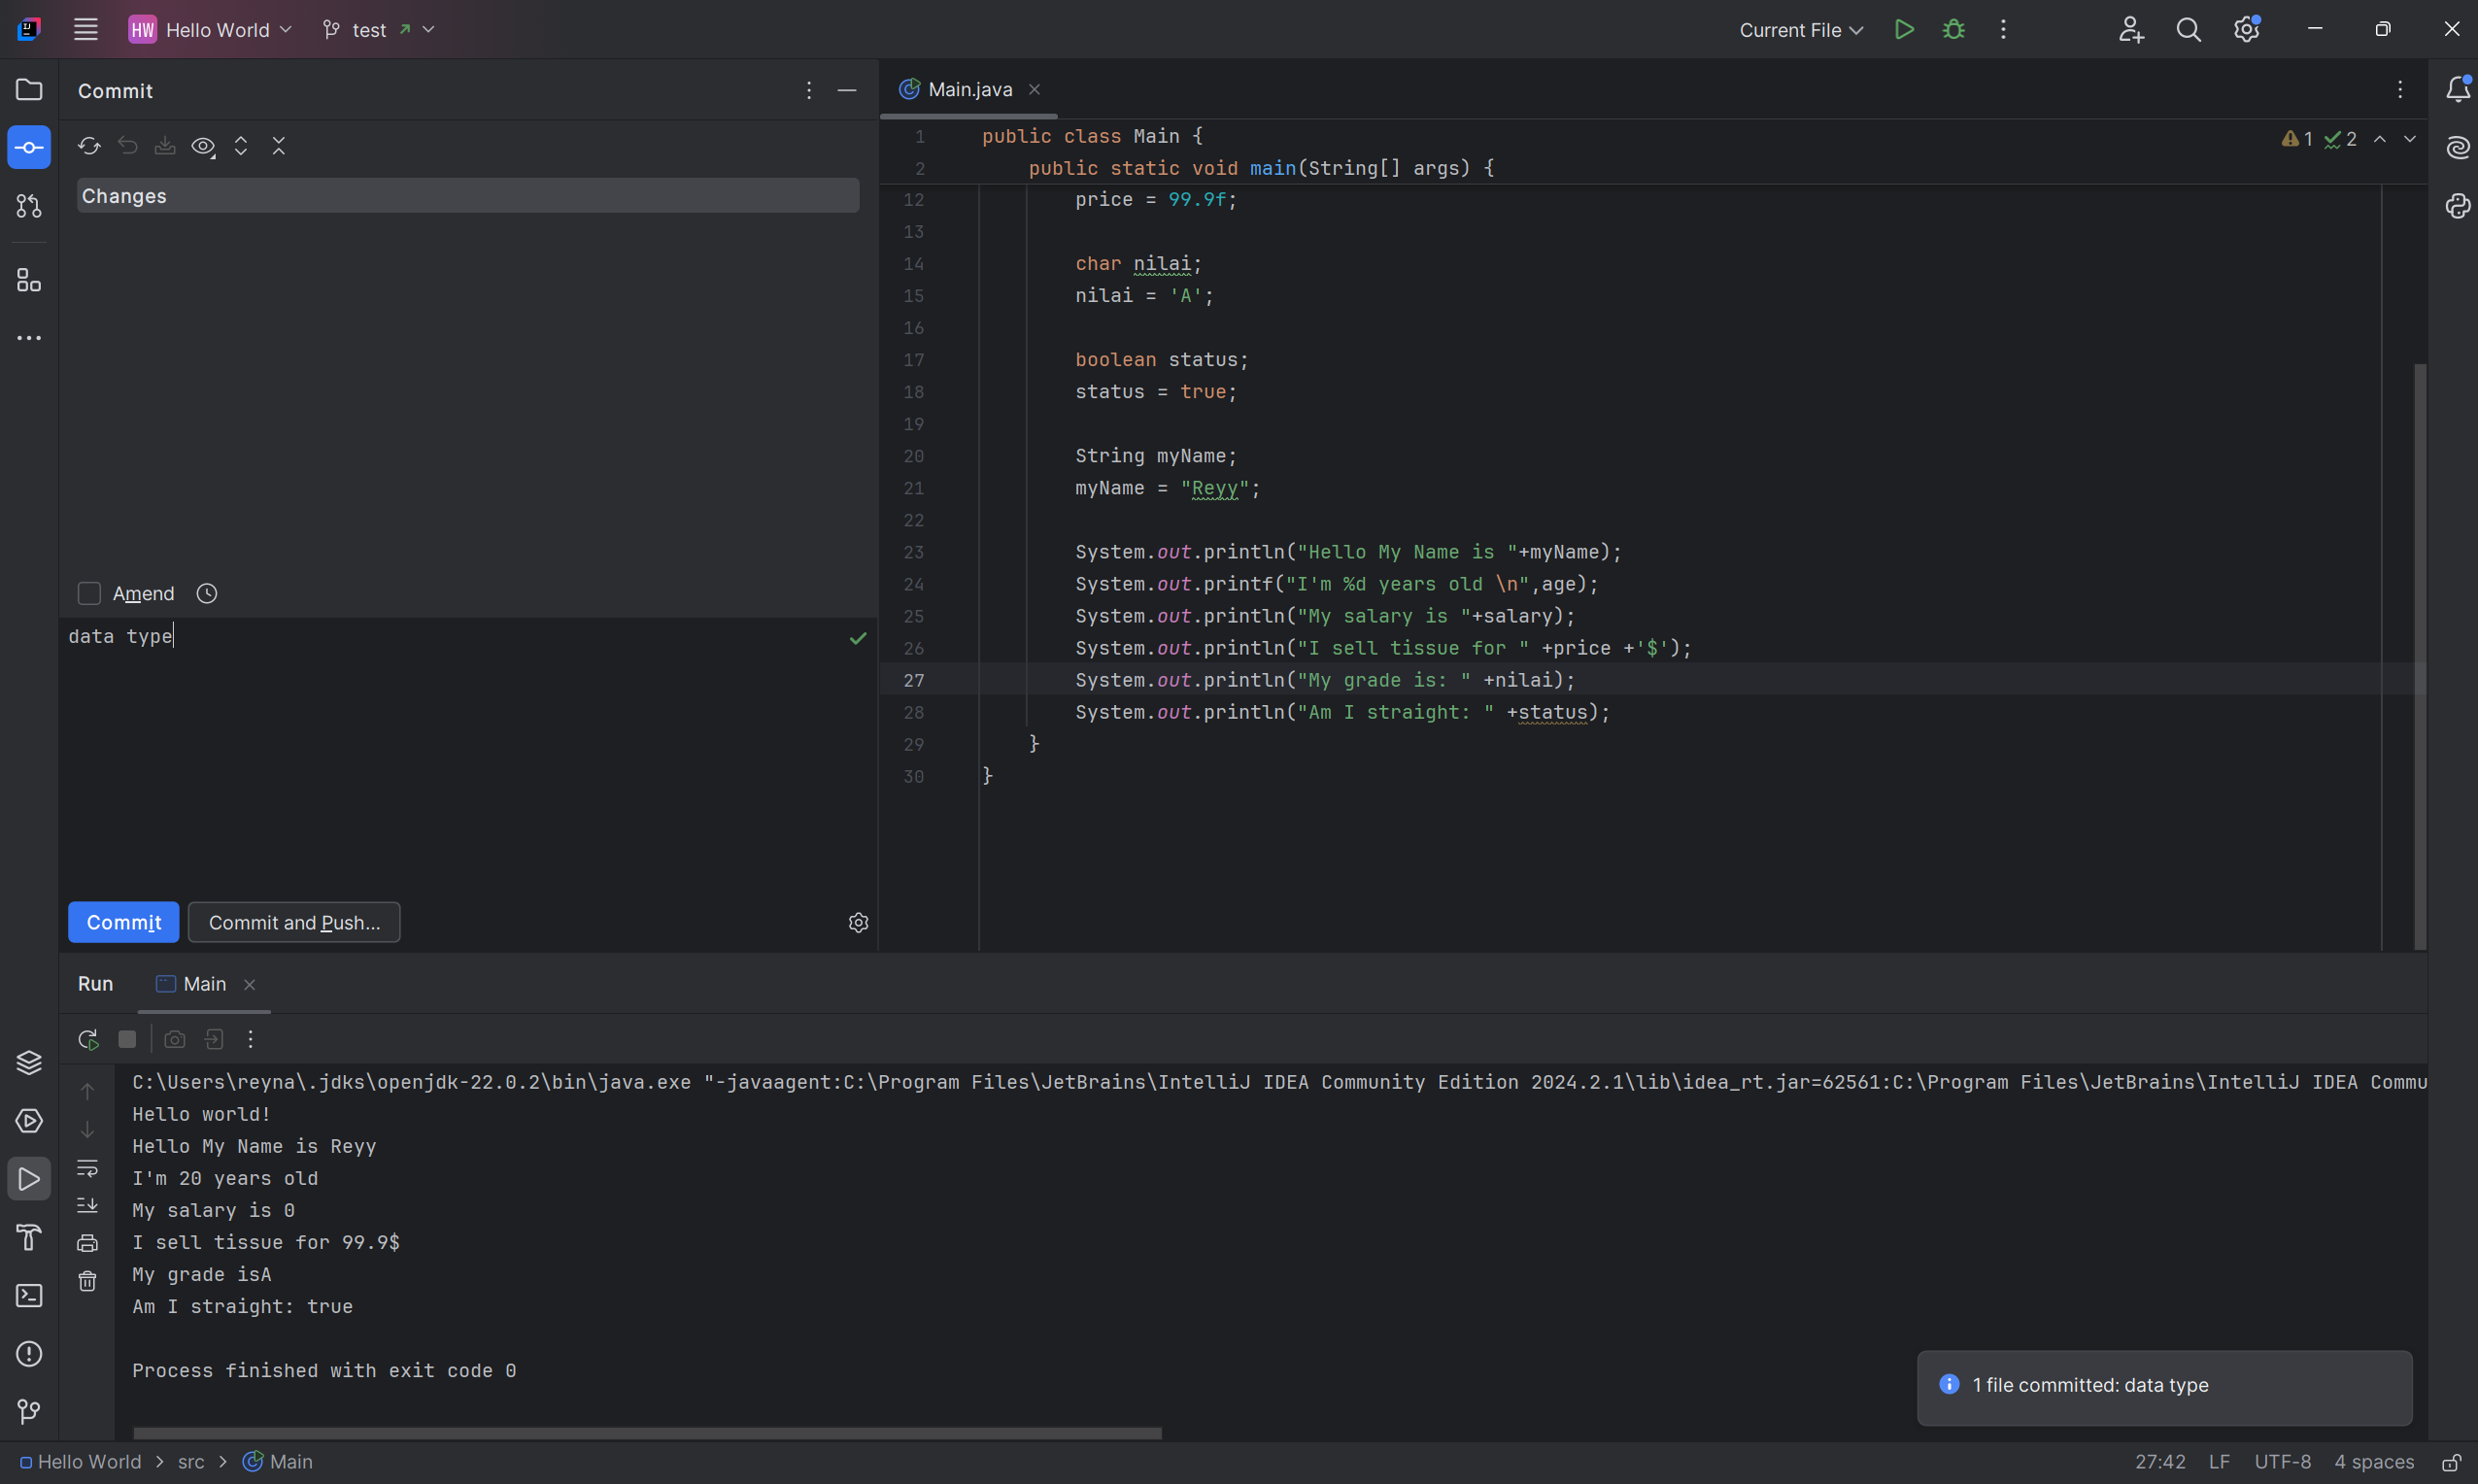 HW Hello World test Current File
Commit
Changes
Amend
data type
Commit Commit and Push...
Main.java
1 2
1 public class Main {
2 public static void main(String[] args) {
12 price = 99.9f;
13
14 char nilai;
15 nilai = 'A';
16
17 boolean status;
18 status = true;
19
20 String myName;
21 myName = "Reyy";
22
23 System.out.println("Hello My Name is "+myName);
24 System.out.printf("I'm %d years old \n",age);
25 System.out.println("My salary is "+salary);
26 System.out.println("I sell tissue for " +price +'$');
27 System.out.println("My grade is: " +nilai);
28 System.out.println("Am I straight: " +status);
29 }
30 }
Run Main
C:\Users\reyna\.jdks\openjdk-22.0.2\bin\java.exe "-javaagent:C:\Program Files\JetBrains\IntelliJ IDEA Community Edition 2024.2.1\lib\idea_rt.jar=62561:C:\Program Files\JetBrains\IntelliJ IDEA Commu
Hello world!
Hello My Name is Reyy
I'm 20 years old
My salary is 0
I sell tissue for 99.9$
My grade isA
Am I straight: true
Process finished with exit code 0
1 file committed: data type
Hello World > src > Main 27:42 LF UTF-8 4 spaces